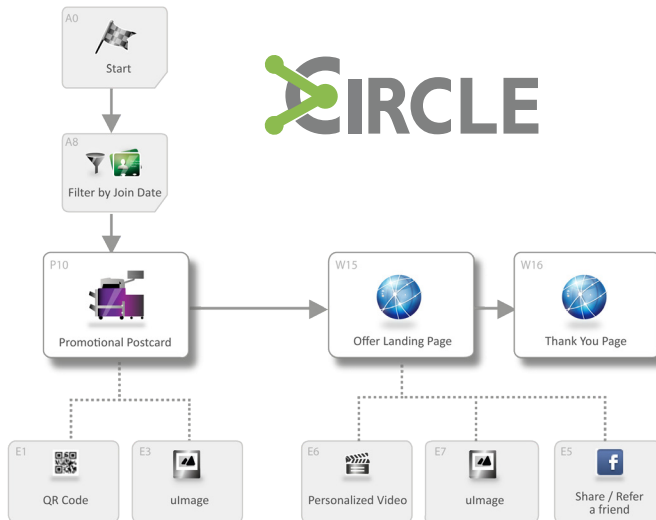 A0
Start
CIRCLE
A8
Filter by Join Date
P10
Promotional Postcard
W15
Offer Landing Page
W16
Thank You Page
E1
QR Code
E3
uImage
E6
Personalized Video
E7
uImage
E5
f
Share / Refer
a friend